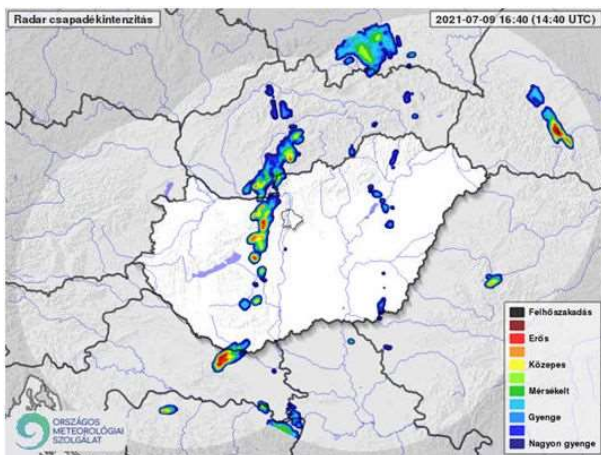 Radar csapadékintenzitás
2021-07-09 16:40 (14:40 UTC)
Felhőszakadás
Erős
Közepes
Mérsékelt
Gyenge
Nagyon gyenge
ORSZÁGOS
METEOROLÓGIAI
SZOLGÁLAT